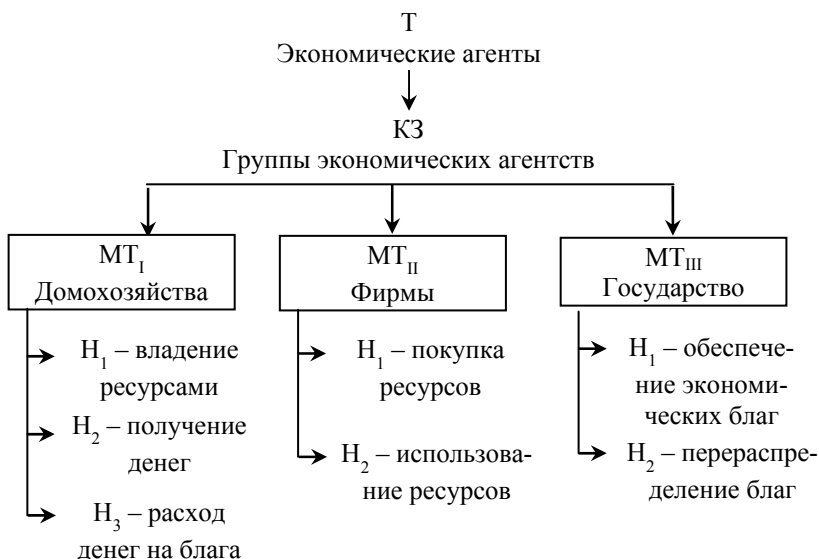 Т
Экономические агенты
КЗ
Группы экономических агентств
МТI
Домохозяйства
Н1 – владение
ресурсами
Н2 – получение
денег
Н3 – расход
денег на блага
МТII
Фирмы
Н1 – покупка
ресурсов
Н2 – использова-
ние ресурсов
МТIII
Государство
Н1 – обеспече-
ние экономи-
ческих благ
Н2 – перераспре-
деление благ